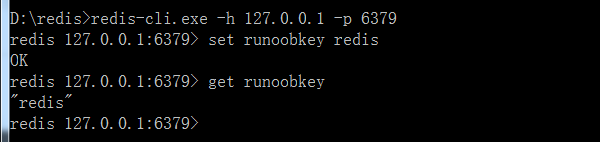 D:\redis>redis-cli.exe -h 127.0.0.1 -p 6379
redis 127.0.0.1:6379> set runoobkey redis
OK
redis 127.0.0.1:6379> get runoobkey
"redis"
redis 127.0.0.1:6379>